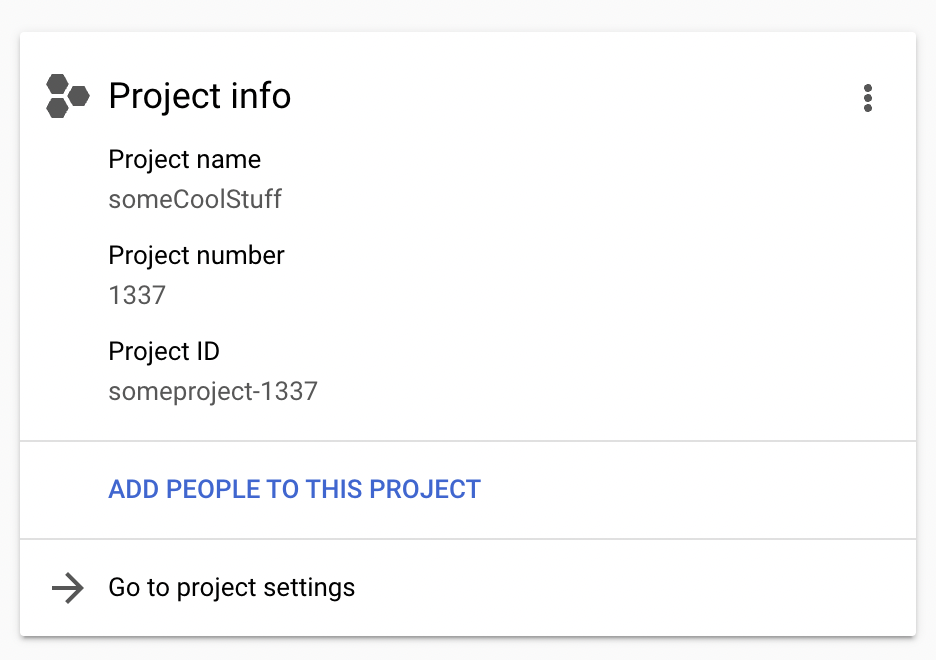 Project info
Project name
someCoolStuff
Project number
1337
Project ID
someproject-1337
ADD PEOPLE TO THIS PROJECT
Go to project settings